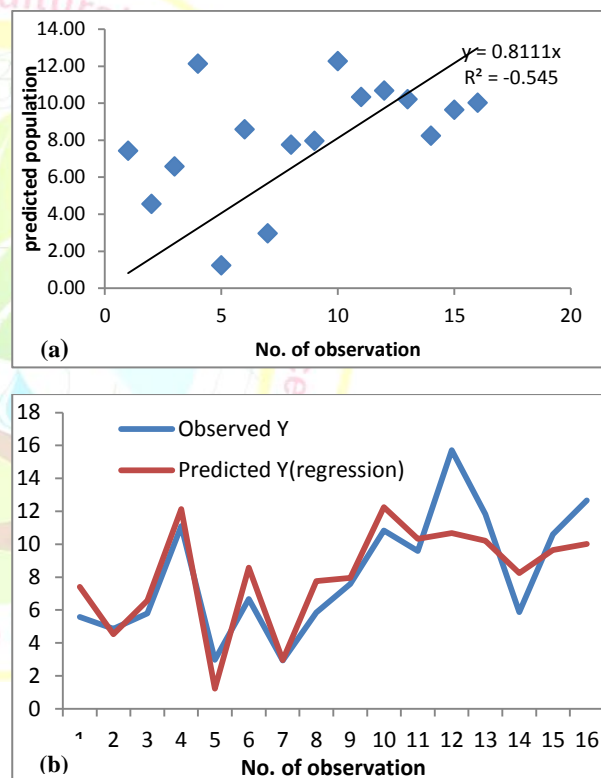 14.00
12.00
10.00
8.00
6.00
4.00
2.00
0.00
predicted population
y = 0.8111x
R² = -0.545
0 5 10 15 20
(a) No. of observation
18
16
14
12
10
8
6
4
2
0
Observed Y
Predicted Y(regression)
1 2 3 4 5 6 7 8 9 10 11 12 13 14 15 16
(b) No. of observation